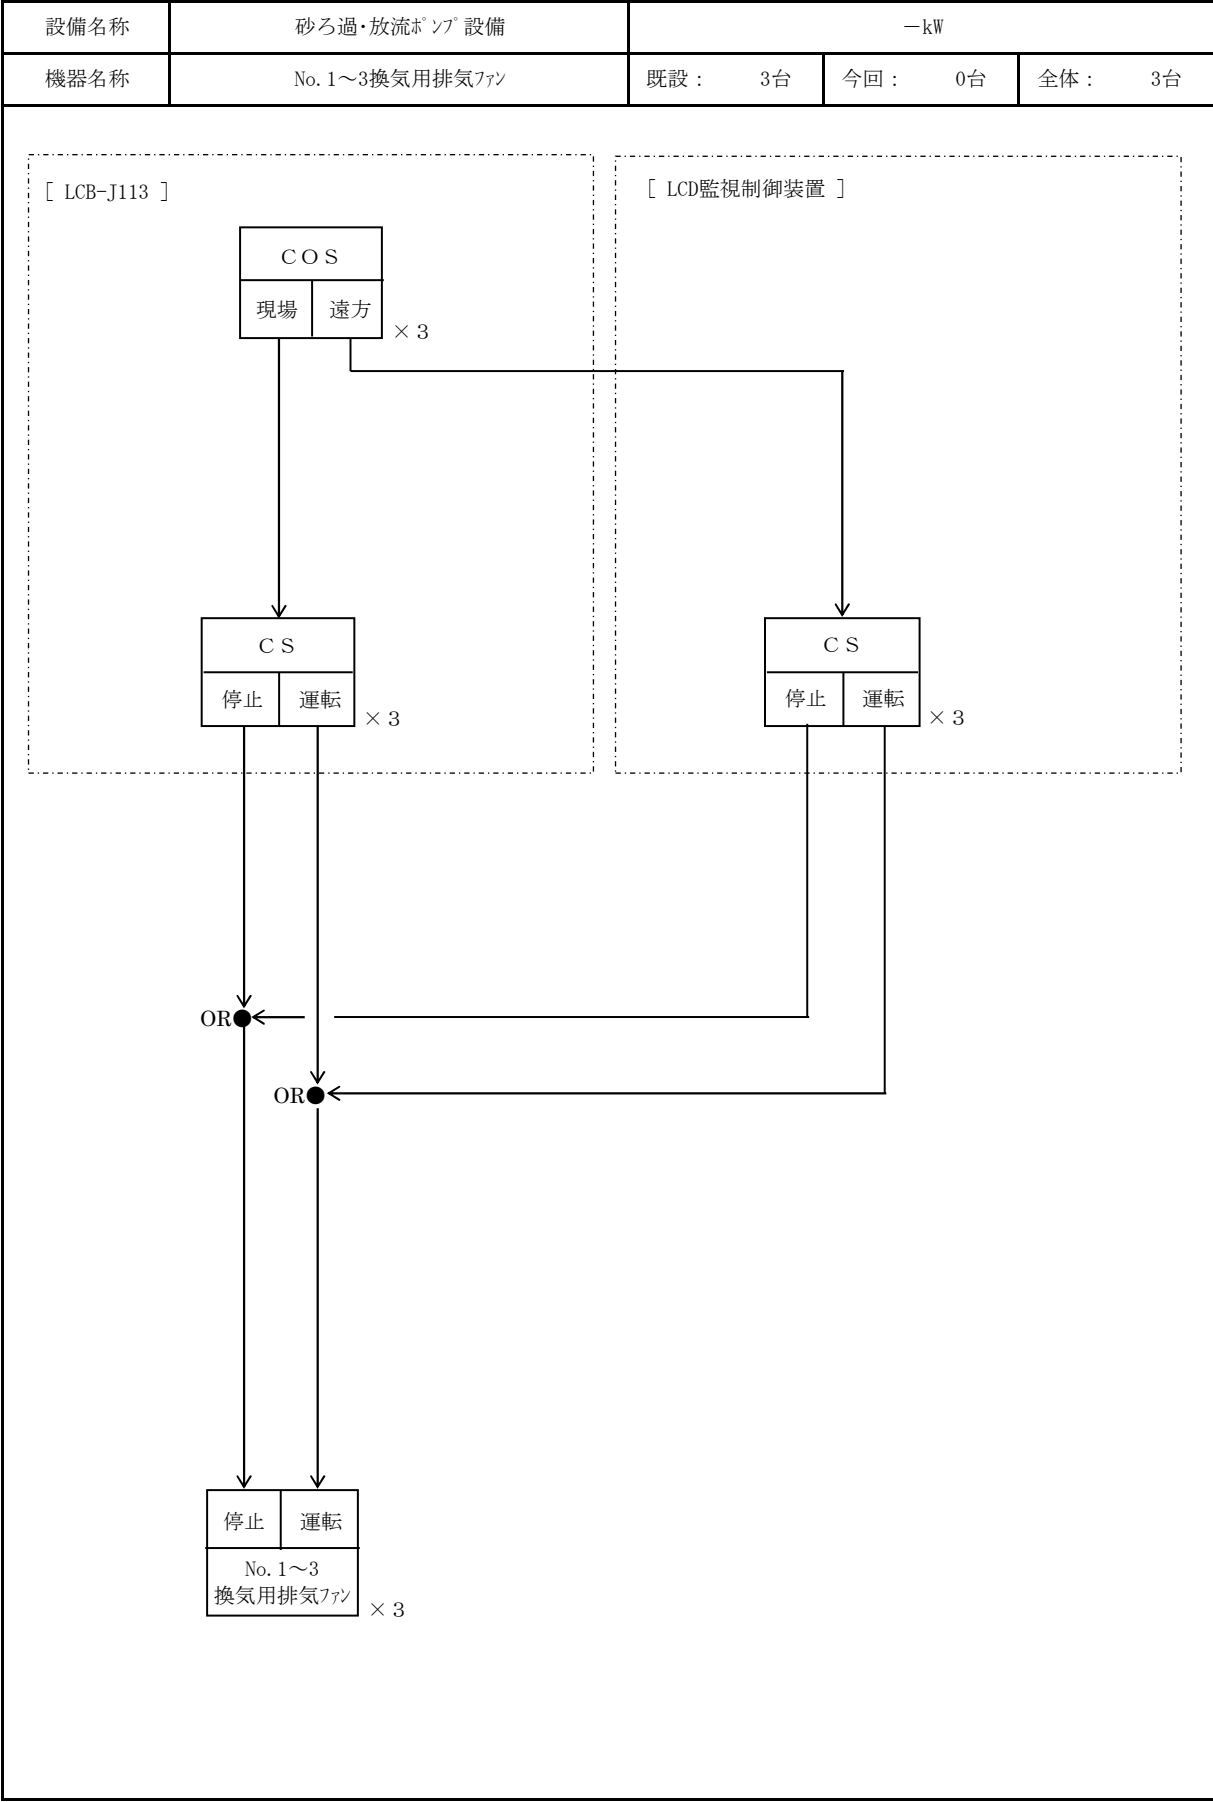 設備名称 砂ろ過･放流ﾎﾟﾝﾌﾟ設備 －kW
機器名称 No.1～3換気用排気ﾌｧﾝ 既設： 3台 今回： 0台 全体： 3台
[ LCB-J113 ]
[ LCD監視制御装置 ]
ＣＯＳ
現場 遠方
×３
ＣＳ
停止 運転
×３
ＣＳ
停止 運転
×３
OR
OR
停止 運転
No.1～3
換気用排気ﾌｧﾝ
×３